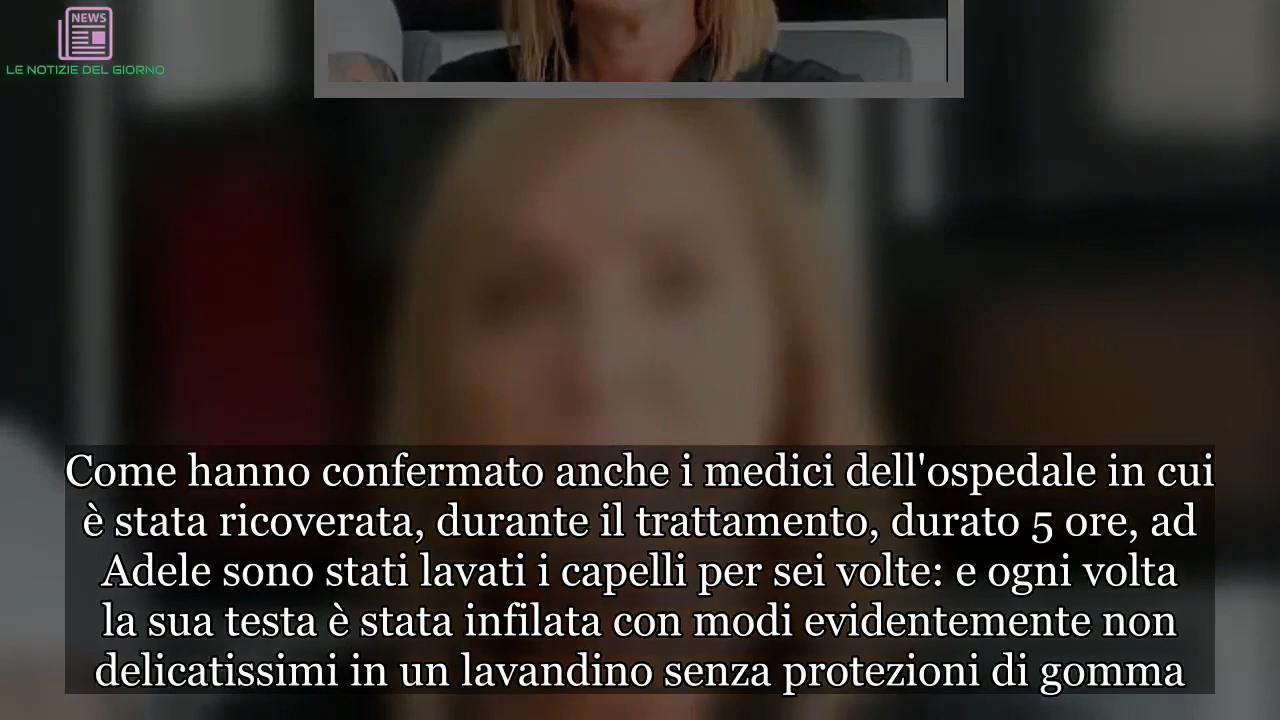 NEWS
LE NOTIZIE DEL GIORNO
Come hanno confermato anche i medici dell'ospedale in cui
è stata ricoverata, durante il trattamento, durato 5 ore, ad
Adele sono stati lavati i capelli per sei volte: e ogni volta
la sua testa è stata infilata con modi evidentemente non
delicatissimi in un lavandino senza protezioni di gomma